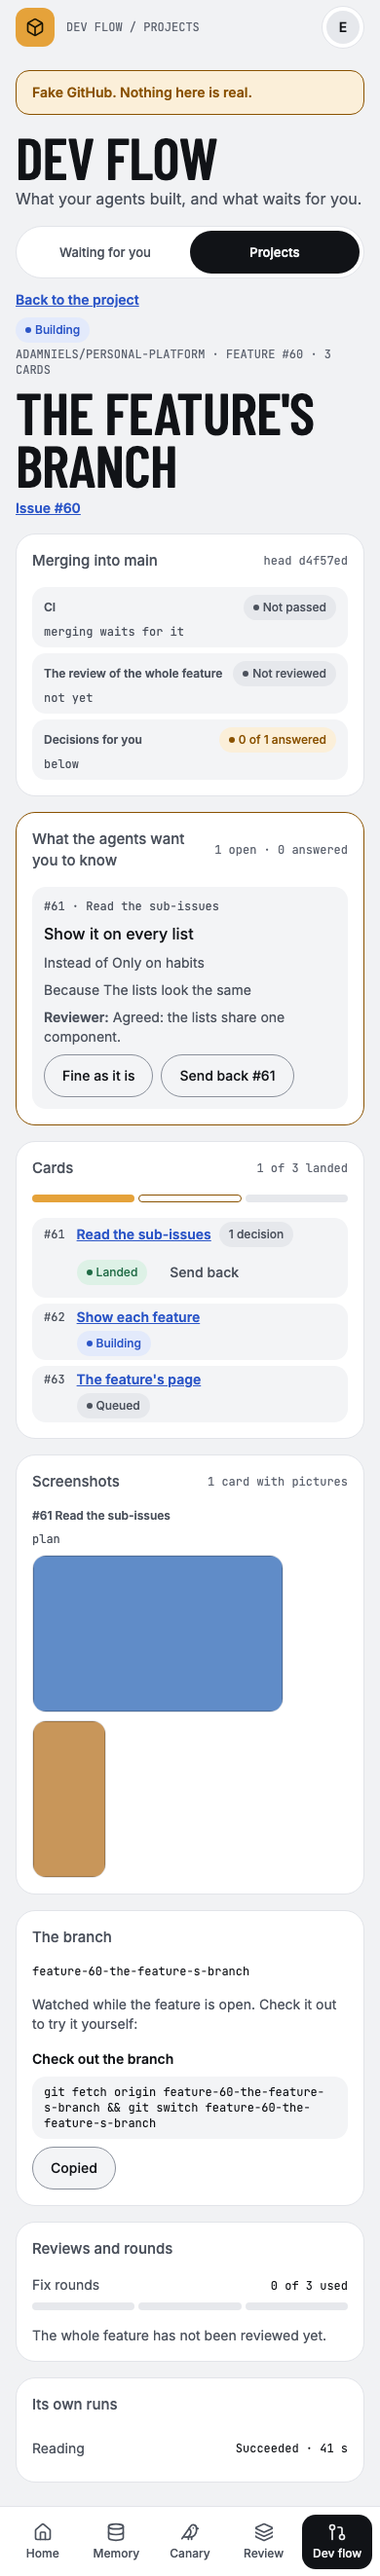 DEV FLOW / PROJECTS
E
Fake GitHub. Nothing here is real.
DEV FLOW
What your agents built, and what waits for you.
Waiting for you
Projects
Back to the project
Building
ADAMNIELS/PERSONAL-PLATFORM · FEATURE #60 · 3
CARDS
THE FEATURE'S
BRANCH
Issue #60
Merging into main
head d4f57ed
CI
Not passed
merging waits for it
The review of the whole feature
Not reviewed
not yet
Decisions for you
0 of 1 answered
below
What the agents want
you to know
1 open · 0 answered
#61 · Read the sub-issues
Show it on every list
Instead of Only on habits
Because The lists look the same
Reviewer: Agreed: the lists share one
component.
Fine as it is
Send back #61
Cards
1 of 3 landed
#61 Read the sub-issues 1 decision
Landed
Send back
#62 Show each feature
Building
#63 The feature's page
Queued
Screenshots
1 card with pictures
#61 Read the sub-issues
plan
The branch
feature-60-the-feature-s-branch
Watched while the feature is open. Check it out
to try it yourself:
Check out the branch
git fetch origin feature-60-the-feature-
s-branch && git switch feature-60-the-
feature-s-branch
Copied
Reviews and rounds
Fix rounds
0 of 3 used
The whole feature has not been reviewed yet.
Its own runs
Reading
Succeeded · 41 s
Home
Memory
Canary
Review
Dev flow